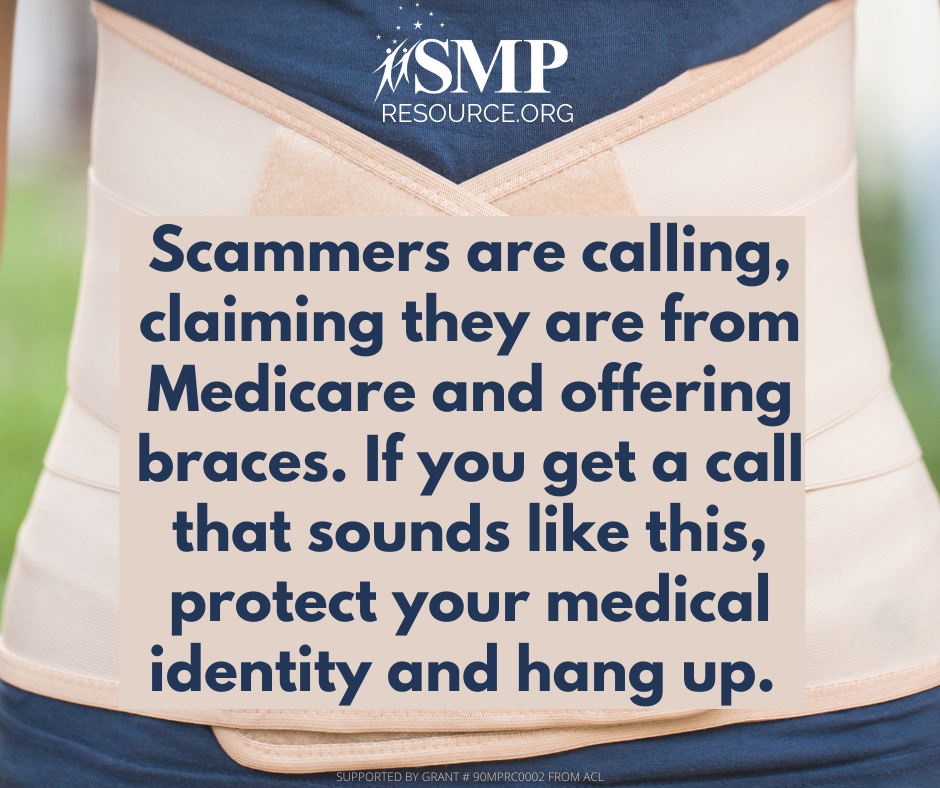 SMP
RESOURCE.ORG
Scammers are calling,
claiming they are from
Medicare and offering
braces. If you get a call
that sounds like this,
protect your medical
identity and hang up.
SUPPORTED BY GRANT # 90MPRC0002 FROM ACL